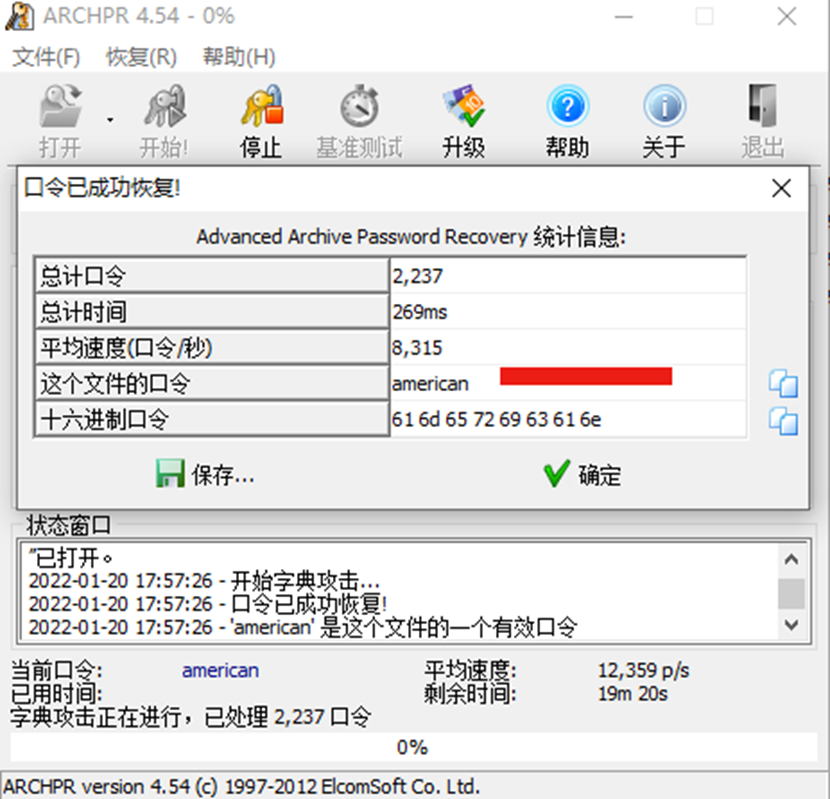 ARCHPR 4.54 - 0%
文件(F) 恢复(R) 帮助(H)
打开 开始! 停止 基准测试 升级 帮助 关于 退出
口令已成功恢复!
Advanced Archive Password Recovery 统计信息:
总计口令 2,237
总计时间 269ms
平均速度(口令/秒) 8,315
这个文件的口令 american
十六进制口令 61 6d 65 72 69 63 61 6e
保存... 确定
状态窗口
"已打开。
2022-01-20 17:57:26 - 开始字典攻击...
2022-01-20 17:57:26 - 口令已成功恢复!
2022-01-20 17:57:26 - 'american' 是这个文件的一个有效口令
当前口令: american 平均速度: 12,359 p/s
已用时间: 剩余时间: 19m 20s
字典攻击正在进行，已处理 2,237 口令
0%
ARCHPR version 4.54 (c) 1997-2012 ElcomSoft Co. Ltd.